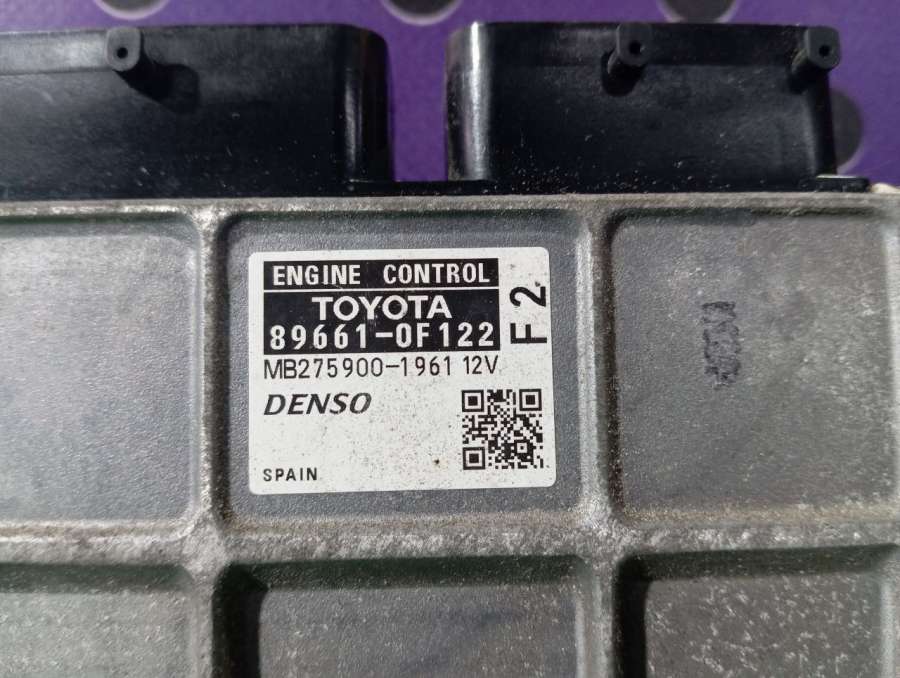 ENGINE CONTROL
TOYOTA
89661-0F122
F2
MB275900-1961 12V
DENSO
SPAIN